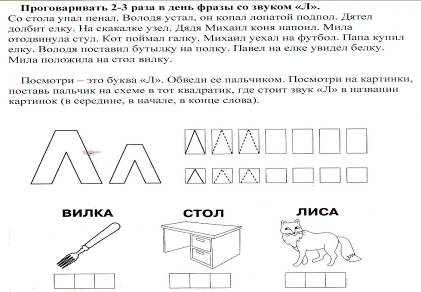 Проговаривать 2-3 раза в день фразы со звуком «Л».
Со стола упал пенал. Володя устал, он копал лопатой подпол. Дятел
долбит елку. На скакалке узел. Дядя Михаил коня напоил. Мила
отодвинула стул. Кот поймал галку. Михаил уехал на футбол. Папа купил
елку. Володя поставил бутылку на полку. Павел на елке увидел белку.
Мила положила на стол вилку.
Посмотри – это буква «Л». Обведи ее пальчиком. Посмотри на картинки,
поставь пальчик на схеме в тот квадратик, где стоит звук «Л» в названии
картинок (в середине, в начале, в конце слова).
Л Л Л Л Л
Л Л Л
ВИЛКА СТОЛ ЛИСА